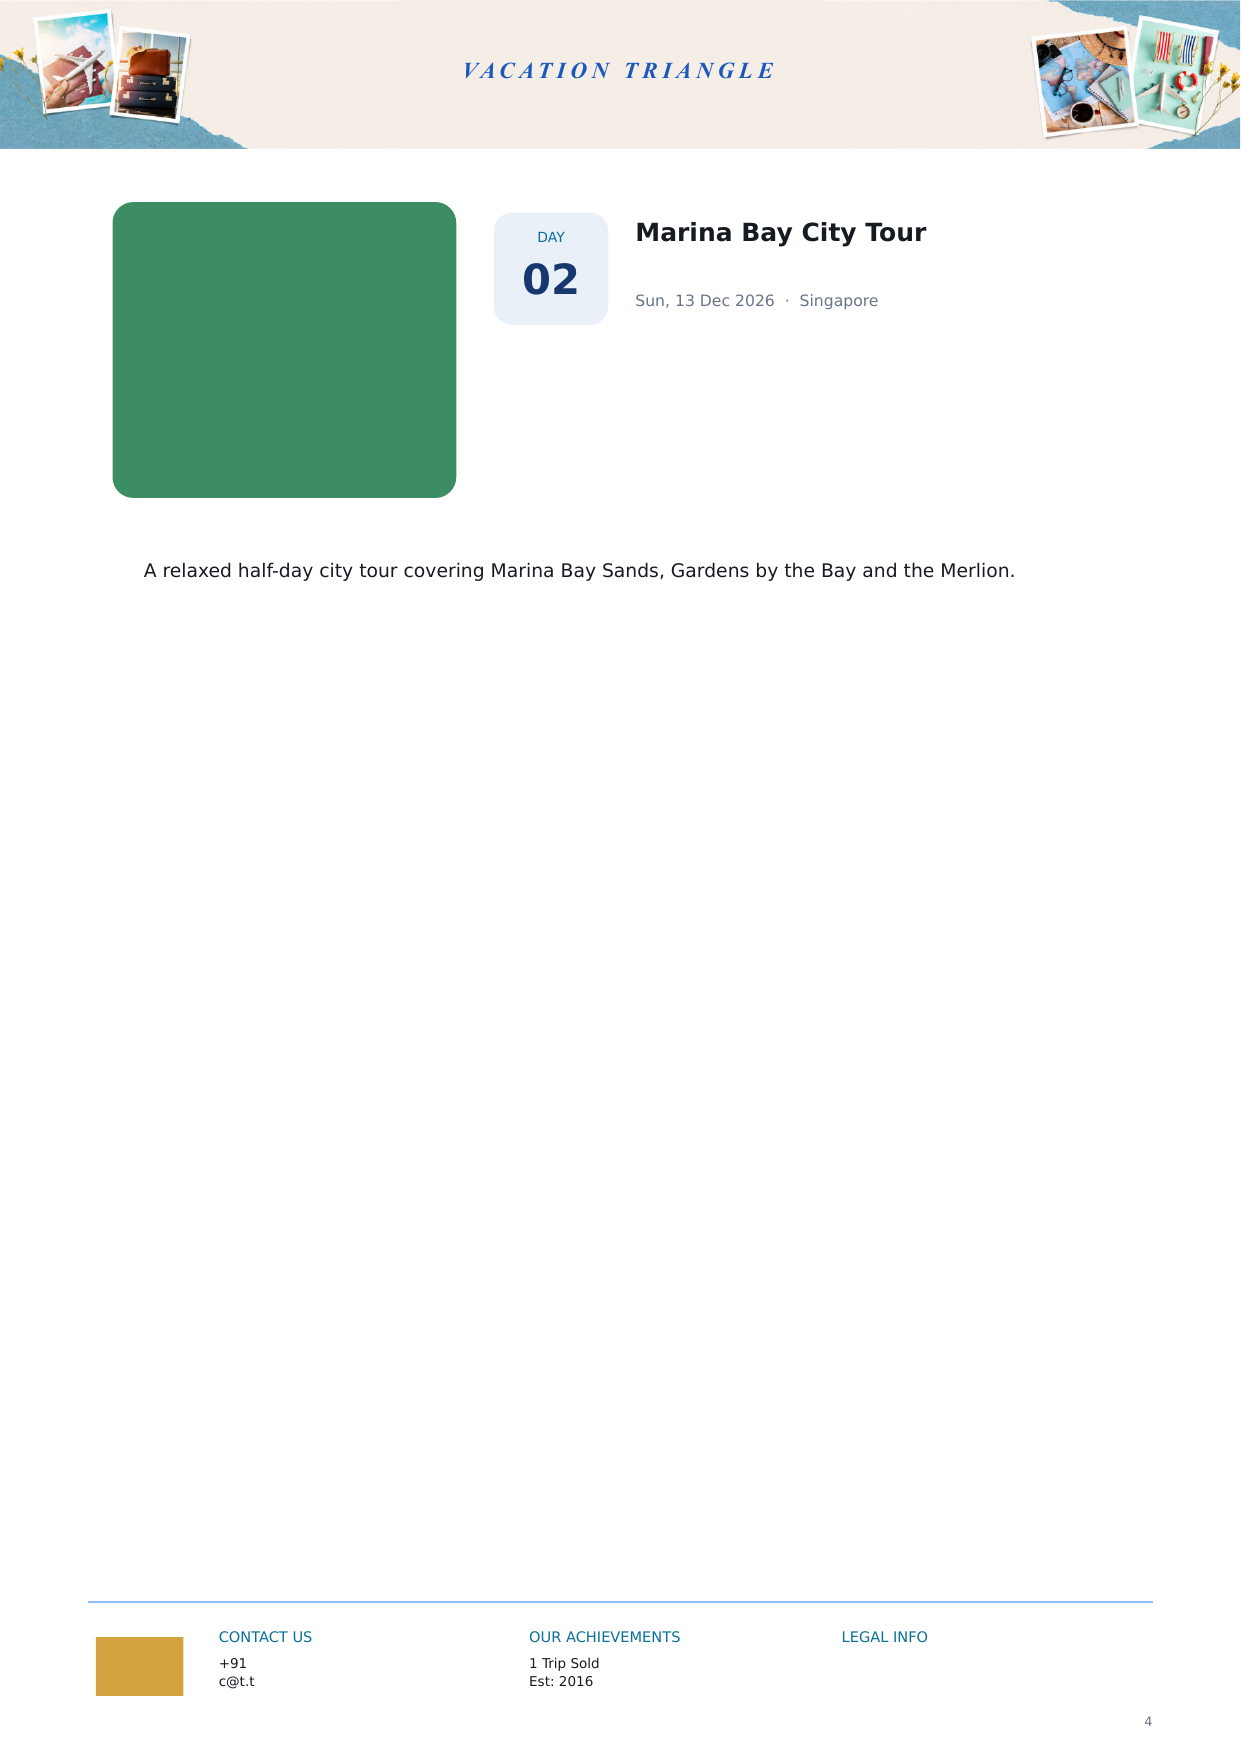 VACATION TRIANGLE
DAY
02
Marina Bay City Tour
Sun, 13 Dec 2026 · Singapore
A relaxed half-day city tour covering Marina Bay Sands, Gardens by the Bay and the Merlion.
CONTACT US
+91
c@t.t
OUR ACHIEVEMENTS
1 Trip Sold
Est: 2016
LEGAL INFO
4